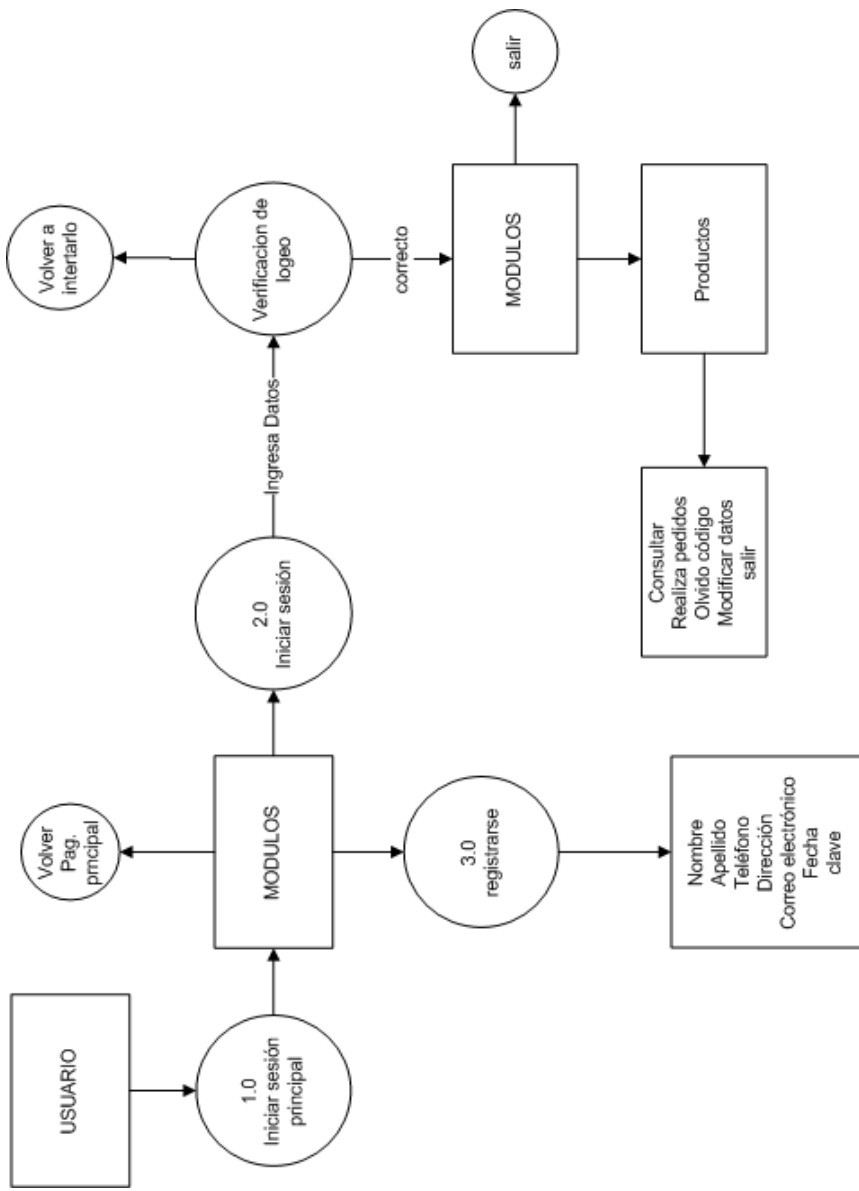 USUARIO
1.0
Iniciar sesión
principal
Volver
Pag.
prncipal
MODULOS
3.0
registrarse
Nombre
Apellido
Teléfono
Dirección
Correo electrónico
Fecha
clave
2.0
Iniciar sesión
Ingresa Datos
Volver a
intertarlo
Verificacion de
logeo
correcto
MODULOS
salir
Productos
Consultar
Realiza pedidos
Olvido código
Modificar datos
salir